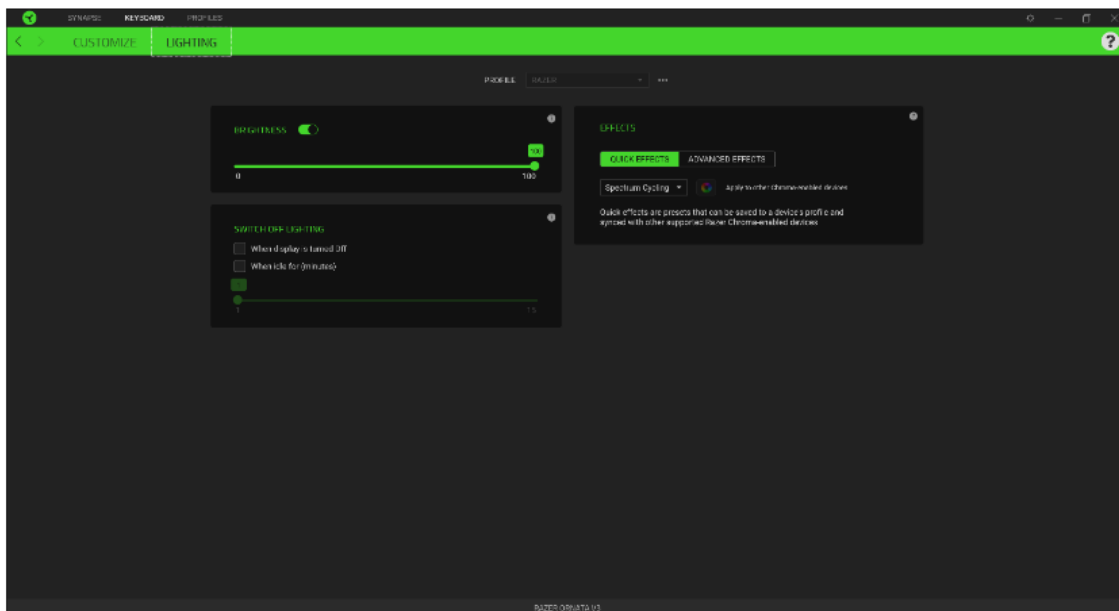 SYNAPSE KEYBOARD PROFILES
CUSTOMIZE LIGHTING
PROFILE RAZER
BRIGHTNESS
100
0 100
SWITCH OFF LIGHTING
When display is turned Off
When idle for (minutes)
1
1 15
EFFECTS
QUICK EFFECTS ADVANCED EFFECTS
Spectrum Cycling Apply to other Chroma-enabled devices
Quick effects are presets that can be saved to a device's profile and
synced with other supported Razer Chroma-enabled devices
RAZER ORNATA V3